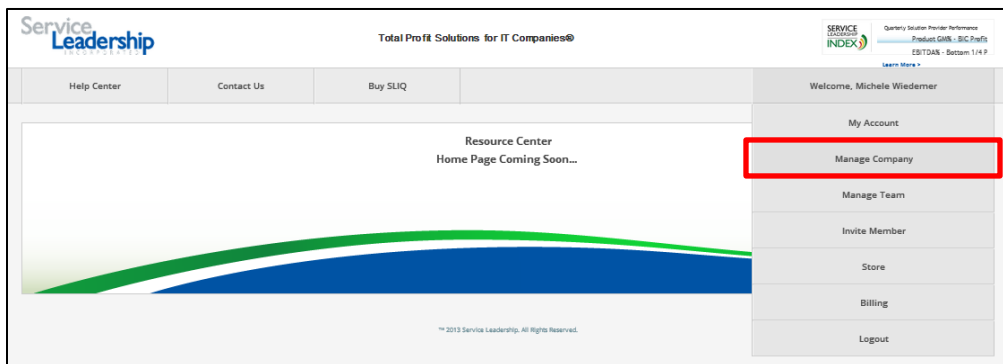 Service
Leadership
INCORPORATED
Total Profit Solutions for IT Companies®
SERVICE
LEADERSHIP
INDEX
Quarterly Solution Provider Performance
Product GM% - BIC Profit
EBITDA% - Bottom 1/4 P
Learn More >
Help Center
Contact Us
Buy SLIQ
Welcome, Michele Wiederner
My Account
Resource Center
Home Page Coming Soon...
Manage Company
Manage Team
Invite Member
Store
Billing
Logout
™ 2013 Service Leadership. All Rights Reserved.